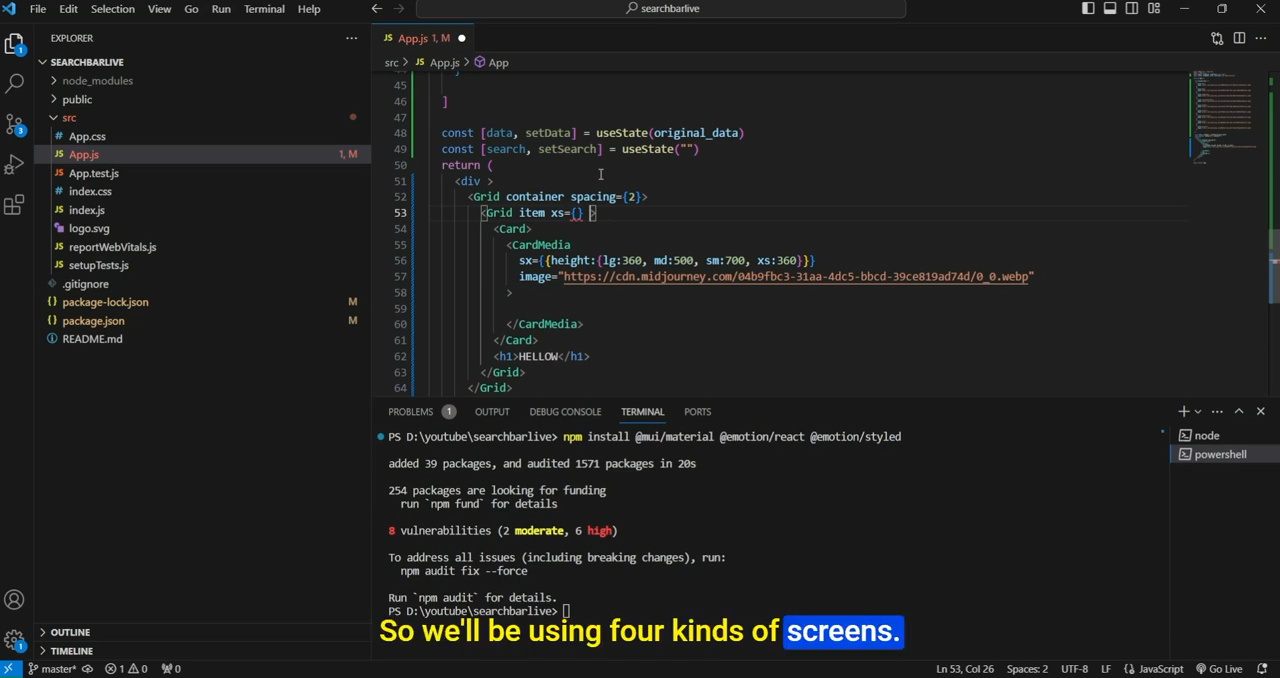 File Edit Selection View Go Run Terminal Help
searchbarlive
EXPLORER
SEARCHBARLIVE
node_modules
public
src
App.css
App.js 1, M
App.test.js
index.css
index.js
logo.svg
reportWebVitals.js
setupTests.js
.gitignore
package-lock.json M
package.json M
README.md
OUTLINE
TIMELINE
1
3
1
JS App.js 1, M
src > JS App.js > App
45
46 ]
47
48 const [data, setData] = useState(original_data)
49 const [search, setSearch] = useState("")
50 return (
51 <div >
52 <Grid container spacing={2}>
53 <Grid item xs={} >
54 <Card>
55 <CardMedia
56 sx={{height:{lg:360, md:500, sm:700, xs:360}}}
57 image="https://cdn.midjourney.com/04b9fbc3-31aa-4dc5-bbcd-39ce819ad74d/0_0.webp"
58 >
59
60 </CardMedia>
61 </Card>
62 <h1>HELLOW</h1>
63 </Grid>
64 </Grid>
PROBLEMS 1 OUTPUT DEBUG CONSOLE TERMINAL PORTS
node
powershell
PS D:\youtube\searchbarlive> npm install @mui/material @emotion/react @emotion/styled
added 39 packages, and audited 1571 packages in 20s
254 packages are looking for funding
run `npm fund` for details
8 vulnerabilities (2 moderate, 6 high)
To address all issues (including breaking changes), run:
npm audit fix --force
Run `npm audit` for details.
PS D:\youtube\searchbarlive>
So we'll be using four kinds of screens.
master* 1 0 0 Ln 53, Col 26 Spaces: 2 UTF-8 LF JavaScript Go Live